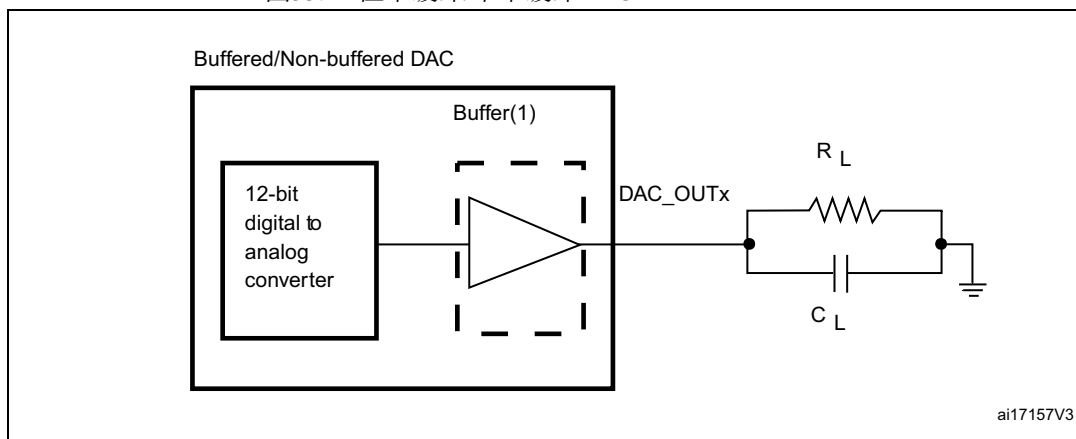 Buffered/Non-buffered DAC
Buffer(1)
12-bit
digital to
analog
converter
DAC_OUTx
R L
C L
ai17157V3